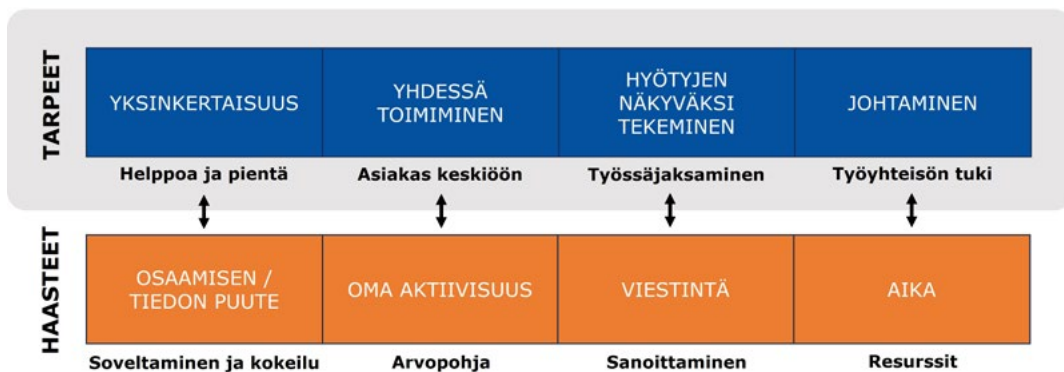 TARPEET
YKSINKERTAISUUS
YHDESSÄ
TOIMIMINEN
HYÖTYJEN
NÄKYVÄKSI
TEKEMINEN
JOHTAMINEN
Helppoa ja pientä
Asiakas keskiöön
Työssäjaksaminen
Työyhteisön tuki
HAASTEET
OSAAMISEN /
TIEDON PUUTE
OMA AKTIIVISUUS
VIESTINTÄ
AIKA
Soveltaminen ja kokeilu
Arvopohja
Sanoittaminen
Resurssit